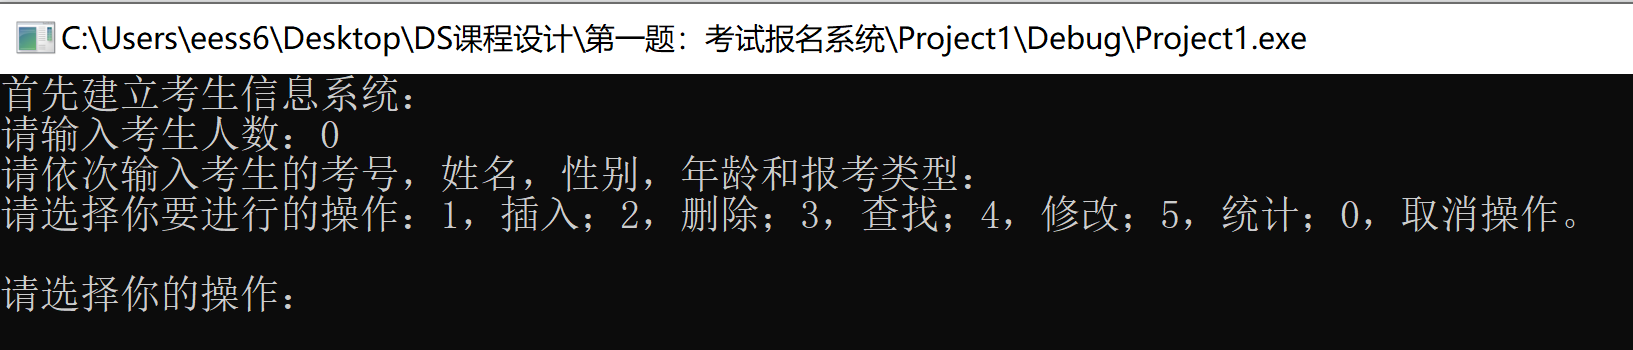 C:\Users\eess6\Desktop\DS课程设计\第一题：考试报名系统\Project1\Debug\Project1.exe
首先建立考生信息系统：
请输入考生人数：0
请依次输入考生的考号，姓名，性别，年龄和报考类型：
请选择你要进行的操作：1，插入；2，删除；3，查找；4，修改；5，统计；0，取消操作。
请选择你的操作：